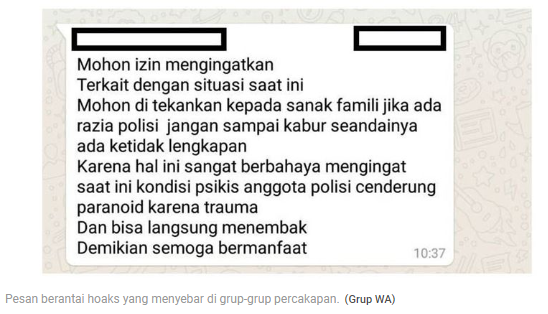 Mohon izin mengingatkan
Terkait dengan situasi saat ini
Mohon di tekankan kepada sanak famili jika ada
razia polisi jangan sampai kabur seandainya
ada ketidak lengkapan
Karena hal ini sangat berbahaya mengingat
saat ini kondisi psikis anggota polisi cenderung
paranoid karena trauma
Dan bisa langsung menembak
Demikian semoga bermanfaat
10:37
Pesan berantai hoaks yang menyebar di grup-grup percakapan. (Grup WA)